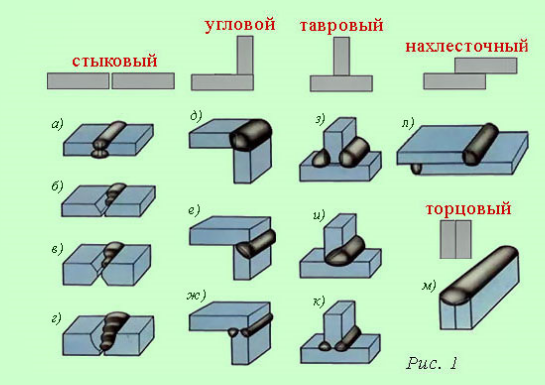 стыковый
угловой
тавровый
нахлесточный
а)
б)
в)
г)
д)
е)
ж)
з)
и)
к)
л)
торцовый
м)
Рис. 1